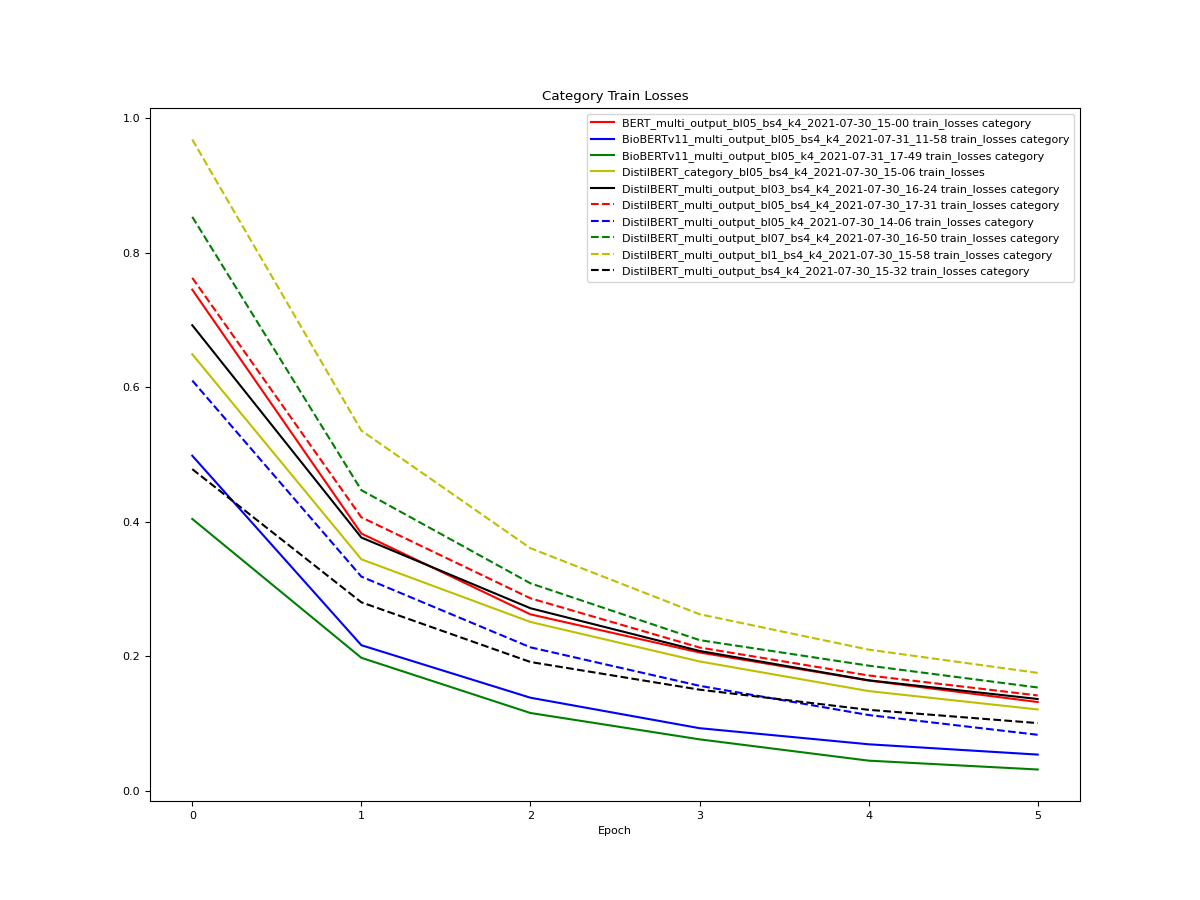 Category Train Losses
1.0
0.8
0.6
0.4
0.2
0.0
BERT_multi_output_bl05_bs4_k4_2021-07-30_15-00 train_losses category
BioBERTv11_multi_output_bl05_bs4_k4_2021-07-31_11-58 train_losses category
BioBERTv11_multi_output_bl05_k4_2021-07-31_17-49 train_losses category
DistilBERT_category_bl05_bs4_k4_2021-07-30_15-06 train_losses
DistilBERT_multi_output_bl03_bs4_k4_2021-07-30_16-24 train_losses category
DistilBERT_multi_output_bl05_bs4_k4_2021-07-30_17-31 train_losses category
DistilBERT_multi_output_bl05_k4_2021-07-30_14-06 train_losses category
DistilBERT_multi_output_bl07_bs4_k4_2021-07-30_16-50 train_losses category
DistilBERT_multi_output_bl1_bs4_k4_2021-07-30_15-58 train_losses category
DistilBERT_multi_output_bs4_k4_2021-07-30_15-32 train_losses category
0 1 2 3 4 5
Epoch